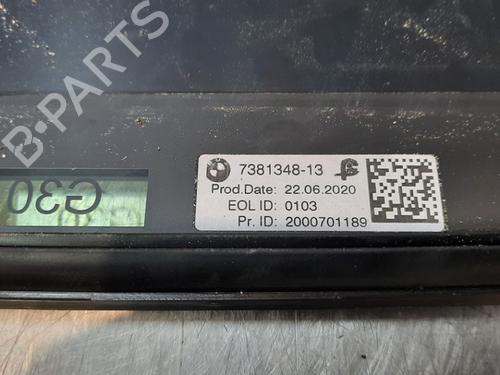 B-PARTS
7381348-13
Prod.Date: 22.06.2020
EOL ID: 0103
Pr. ID: 2000701189
G30